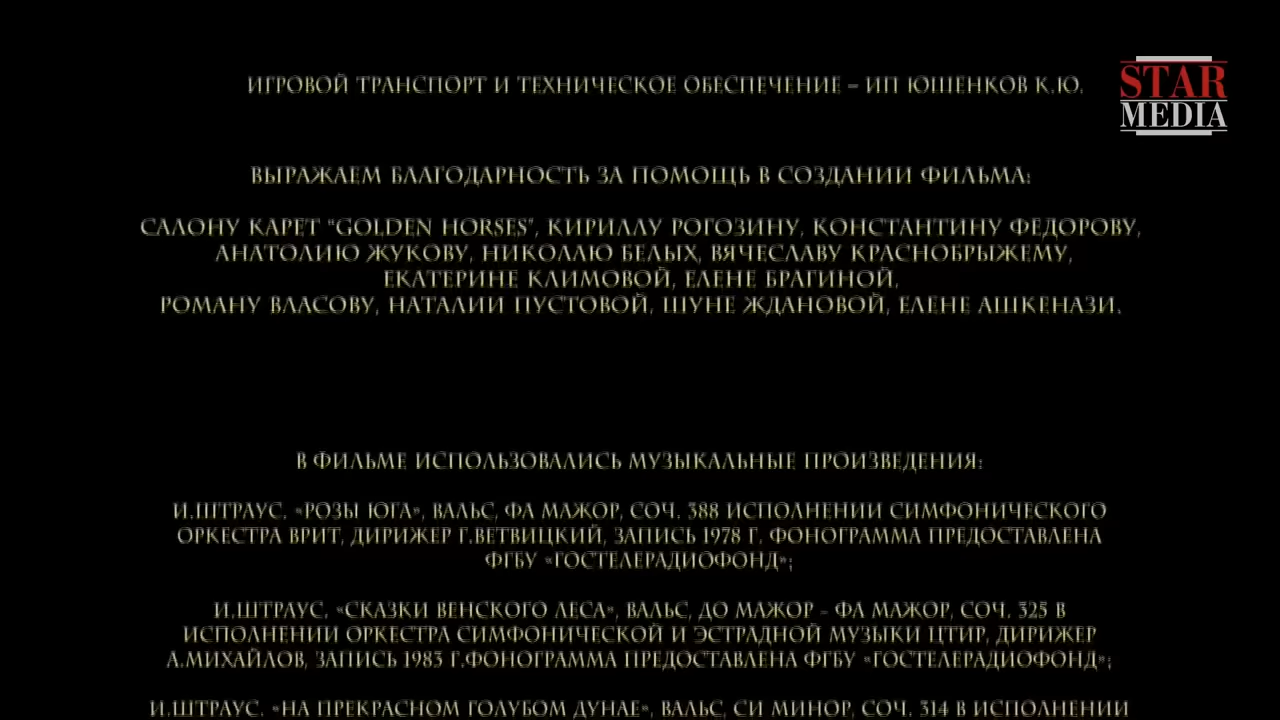 ИГРОВОЙ ТРАНСПОРТ И ТЕХНИЧЕСКОЕ ОБЕСПЕЧЕНИЕ – ИП ЮШЕНКОВ К.Ю.
STAR
MEDIA
ВЫРАЖАЕМ БЛАГОДАРНОСТЬ ЗА ПОМОЩЬ В СОЗДАНИИ ФИЛЬМА:
САЛОНУ КАРЕТ "GOLDEN HORSES", КИРИЛЛУ РОГОЗИНУ, КОНСТАНТИНУ ФЕДОРОВУ,
АНАТОЛИЮ ЖУКОВУ, НИКОЛАЮ БЕЛЫХ, ВЯЧЕСЛАВУ КРАСНОБРЫЖЕМУ,
ЕКАТЕРИНЕ КЛИМОВОЙ, ЕЛЕНЕ БРАГИНОЙ,
РОМАНУ ВЛАСОВУ, НАТАЛИИ ПУСТОВОЙ, ШУНЕ ЖДАНОВОЙ, ЕЛЕНЕ АШКЕНАЗИ.
В ФИЛЬМЕ ИСПОЛЬЗОВАЛИСЬ МУЗЫКАЛЬНЫЕ ПРОИЗВЕДЕНИЯ:
И.ШТРАУС. «РОЗЫ ЮГА», ВАЛЬС, ФА МАЖОР, СОЧ. 388 ИСПОЛНЕНИИ СИМФОНИЧЕСКОГО
ОРКЕСТРА ВРИТ, ДИРИЖЕР Г.ВЕТВИЦКИЙ, ЗАПИСЬ 1978 Г. ФОНОГРАММА ПРЕДОСТАВЛЕНА
ФГБУ «ГОСТЕЛЕРАДИОФОНД»;
И.ШТРАУС. «СКАЗКИ ВЕНСКОГО ЛЕСА», ВАЛЬС, ДО МАЖОР – ФА МАЖОР, СОЧ. 325 В
ИСПОЛНЕНИИ ОРКЕСТРА СИМФОНИЧЕСКОЙ И ЭСТРАДНОЙ МУЗЫКИ ЦТИР, ДИРИЖЕР
А.МИХАЙЛОВ, ЗАПИСЬ 1983 Г.ФОНОГРАММА ПРЕДОСТАВЛЕНА ФГБУ «ГОСТЕЛЕРАДИОФОНД»;
И.ШТРАУС. «НА ПРЕКРАСНОМ ГОЛУБОМ ДУНАЕ», ВАЛЬС, СИ МИНОР, СОЧ. 314 В ИСПОЛНЕНИИ